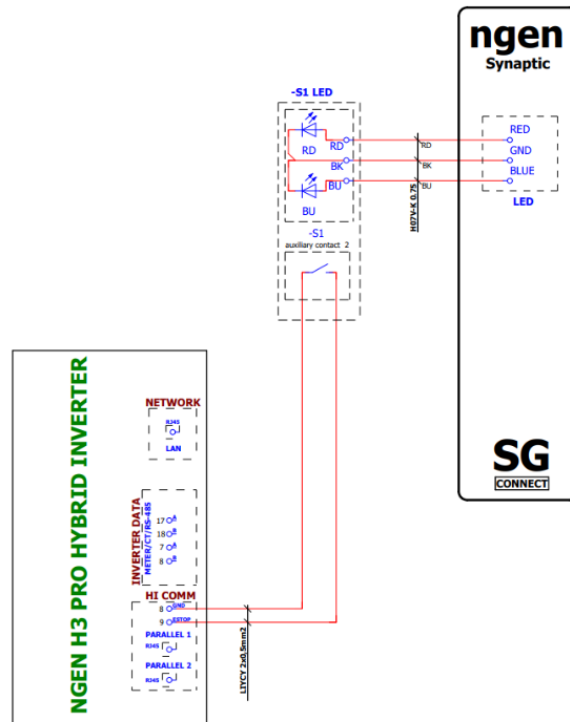 ngen
Synaptic
-S1 LED
RD
RD
BK
BU
BU
RD
BK
BU
H07V-K 0.75
RED
GND
BLUE
LED
-S1
auxiliary contact 2
NGEN H3 PRO HYBRID INVERTER
NETWORK
RJ45
LAN
INVERTER DATA
METER/CT/RS-485
17 A
18 B
7 A
8 B
HI COMM
8 GND
9 ESTOP
PARALLEL 1
RJ45
PARALLEL 2
RJ45
LIYCY 2x0,5mm2
SG
CONNECT